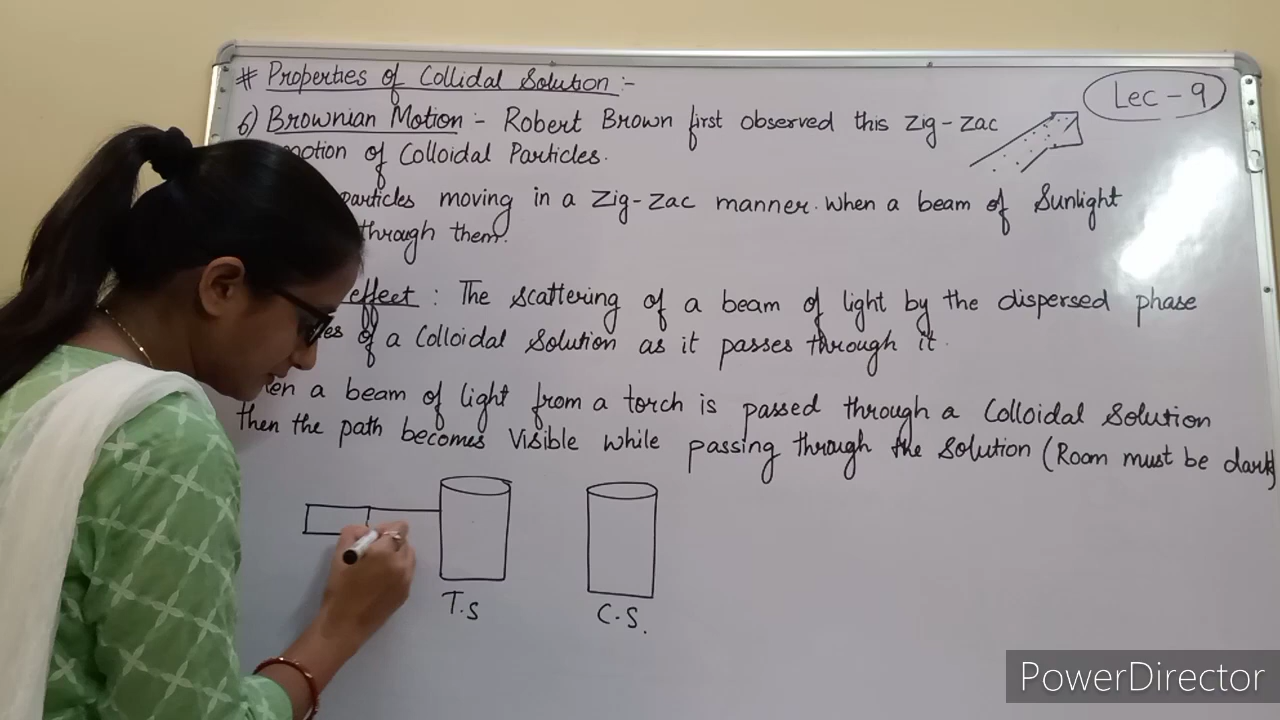 # Properties of Collidal Solution :-
Lec - 9
6) Brownian Motion :- Robert Brown first observed this Zig-Zac
motion of Colloidal Particles.
particles moving in a Zig-Zac manner. When a beam of Sunlight
through them.
effect : The scattering of a beam of light by the dispersed phase
of a Colloidal Solution as it passes through it.
a beam of light from a torch is passed through a Colloidal Solution
then the path becomes Visible while passing through the Solution (Room must be dark)
T.S
C.S.
PowerDirector